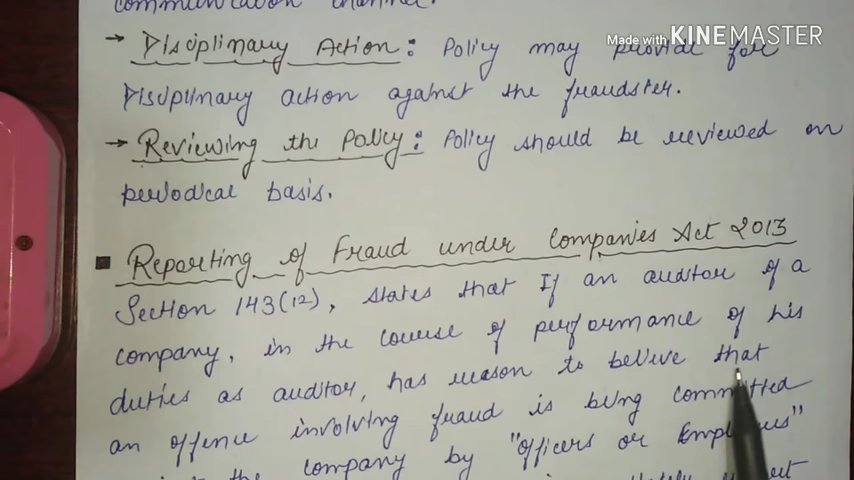 communication channel.
Made with KINEMASTER
→ Disciplinary Action: Policy may provide for
Disciplinary action against the fraudster.
→ Reviewing the Policy: Policy should be reviewed on
periodical basis.
■ Reporting of Fraud under Companies Act 2013
Section 143(12), states that If an auditor of a
company, in the course of performance of his
duties as auditor, has reason to believe that
an offence involving fraud is being committed
the company by "Officers or Employees"